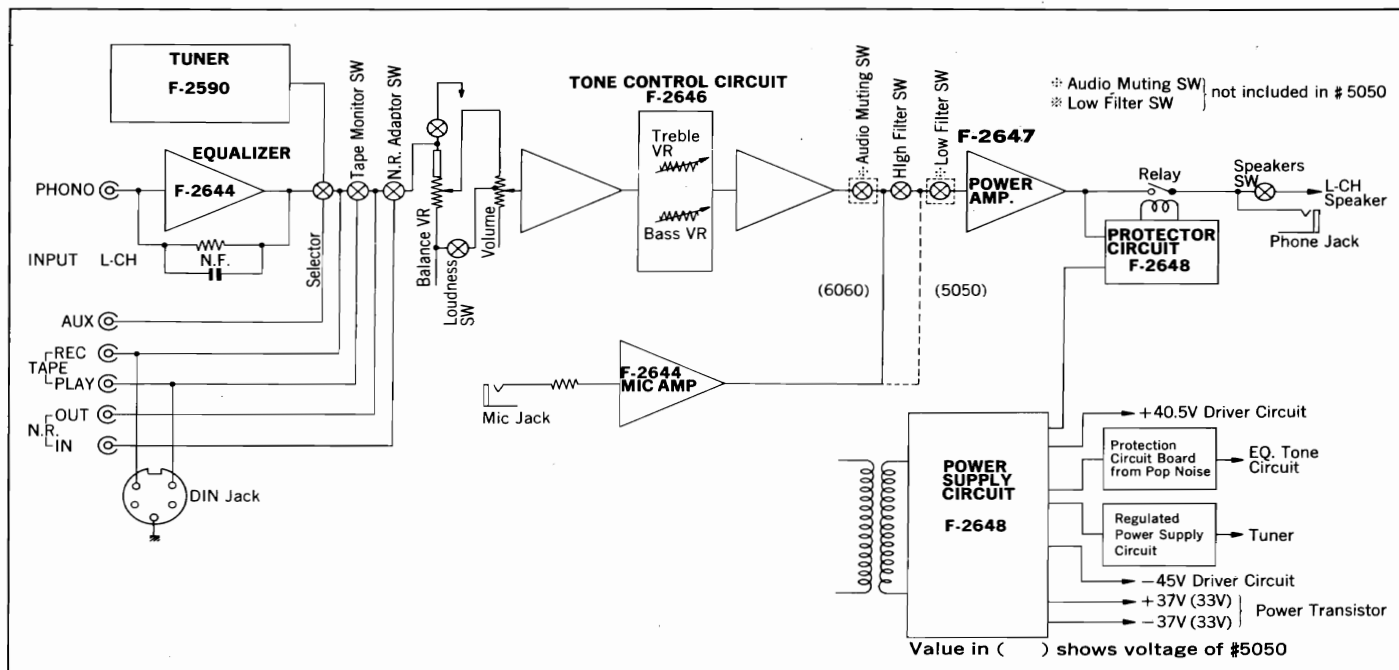 TUNER
F-2590
Tape Monitor SW
N.R. Adaptor SW
TONE CONTROL CIRCUIT
F-2646
※ Audio Muting SW
High Filter SW
※ Low Filter SW
※ Audio Muting SW
※ Low Filter SW
not included in # 5050
EQUALIZER
F-2644
PHONO
N.F.
INPUT L-CH
Selector
Balance VR
Loudness SW
Volume
Treble VR
Bass VR
F-2647
POWER AMP.
Relay
Speakers SW
L-CH Speaker
Phone Jack
PROTECTOR CIRCUIT
F-2648
(6060)
(5050)
AUX
TAPE
REC
PLAY
N.R.
OUT
IN
DIN Jack
Mic Jack
F-2644
MIC AMP
POWER SUPPLY CIRCUIT
F-2648
+40.5V Driver Circuit
Protection Circuit Board from Pop Noise
EQ. Tone Circuit
Regulated Power Supply Circuit
Tuner
−45V Driver Circuit
+37V (33V)
−37V (33V)
Power Transistor
Value in ( ) shows voltage of #5050